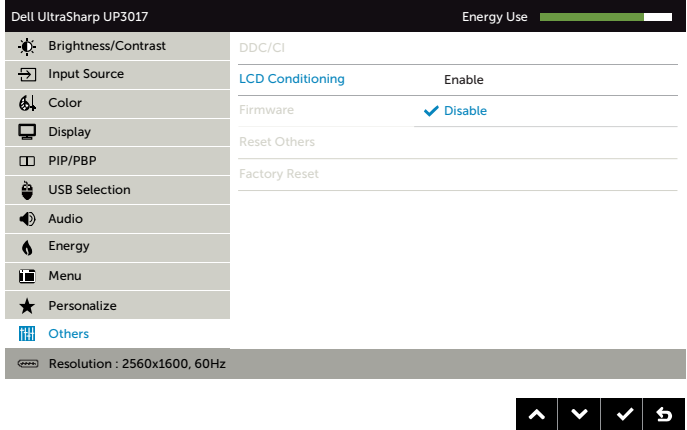 Dell UltraSharp UP3017 Energy Use
Brightness/Contrast DDC/CI
Input Source LCD Conditioning Enable
Color Firmware Disable
Display Reset Others
PIP/PBP Factory Reset
USB Selection
Audio
Energy
Menu
Personalize
Others
Resolution : 2560x1600, 60Hz